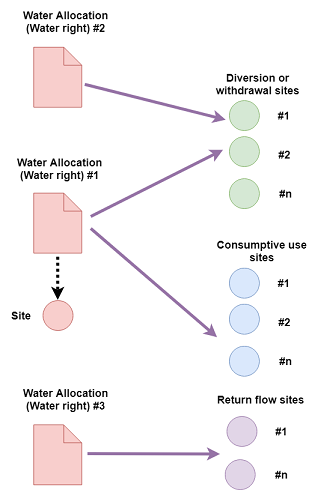 Water Allocation
(Water right) #2
Diversion or
withdrawal sites
#1
#2
#n
Water Allocation
(Water right) #1
Site
Consumptive use
sites
#1
#2
#n
Water Allocation
(Water right) #3
Return flow sites
#1
#n